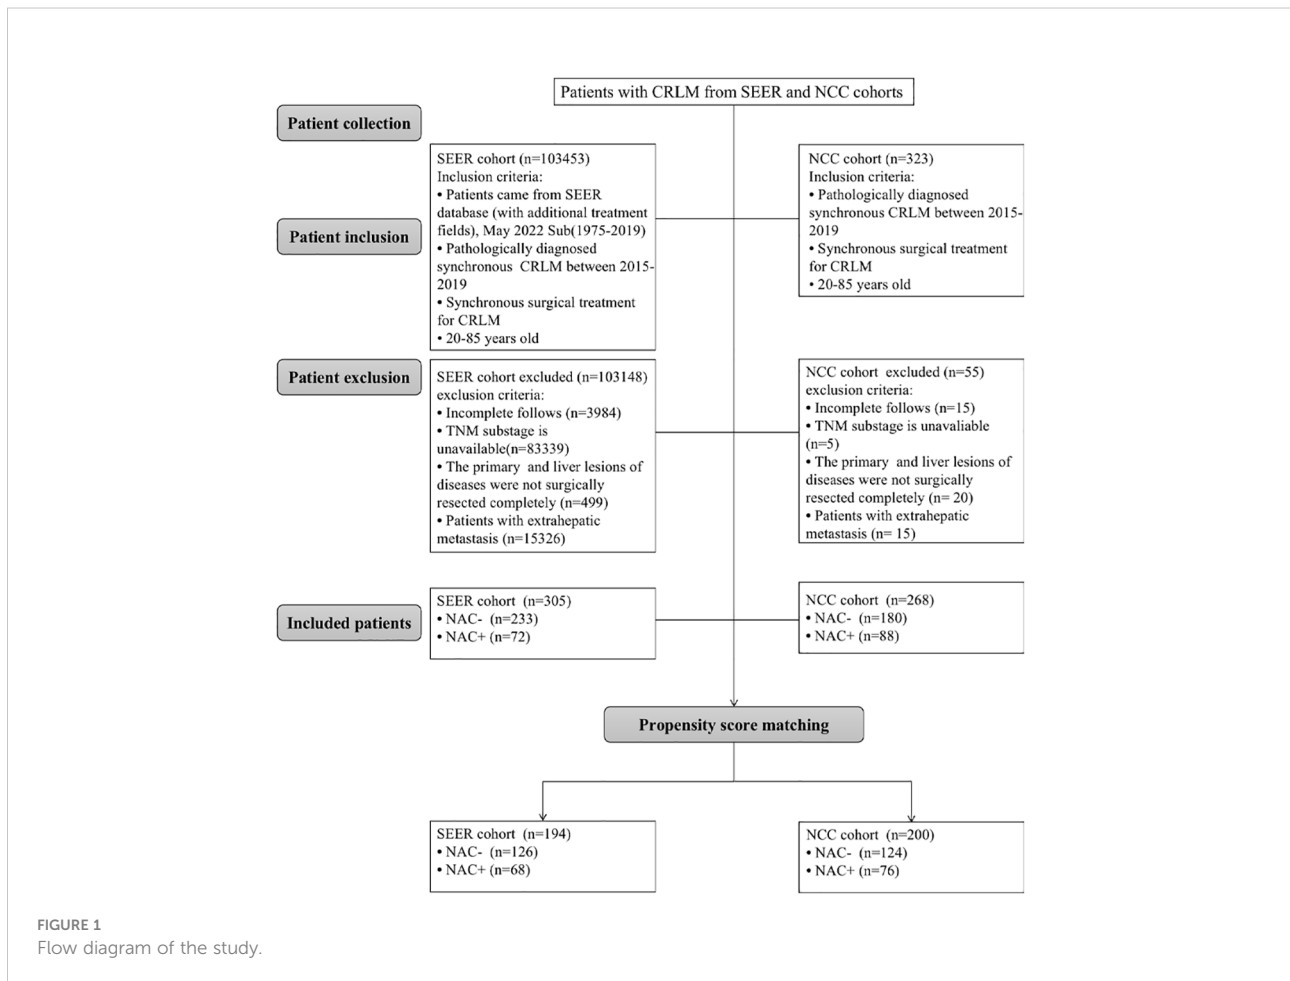 Patients with CRLM from SEER and NCC cohorts
Patient collection
SEER cohort (n=103453)
Inclusion criteria:
• Patients came from SEER
database (with additional treatment
fields), May 2022 Sub(1975-2019)
• Pathologically diagnosed
synchronous CRLM between 2015-
2019
• Synchronous surgical treatment
for CRLM
• 20-85 years old
NCC cohort (n=323)
Inclusion criteria:
• Pathologically diagnosed
synchronous CRLM between 2015-
2019
• Synchronous surgical treatment
for CRLM
• 20-85 years old
Patient inclusion
Patient exclusion
SEER cohort excluded (n=103148)
exclusion criteria:
• Incomplete follows (n=3984)
• TNM substage is
unavailable(n=83339)
• The primary and liver lesions of
diseases were not surgically
resected completely (n=499)
• Patients with extrahepatic
metastasis (n=15326)
NCC cohort excluded (n=55)
exclusion criteria:
• Incomplete follows (n=15)
• TNM substage is unavaliable
(n=5)
• The primary and liver lesions of
diseases were not surgically
resected completely (n= 20)
• Patients with extrahepatic
metastasis (n= 15)
Included patients
SEER cohort (n=305)
• NAC- (n=233)
• NAC+ (n=72)
NCC cohort (n=268)
• NAC- (n=180)
• NAC+ (n=88)
Propensity score matching
SEER cohort (n=194)
• NAC- (n=126)
• NAC+ (n=68)
NCC cohort (n=200)
• NAC- (n=124)
• NAC+ (n=76)
FIGURE 1
Flow diagram of the study.